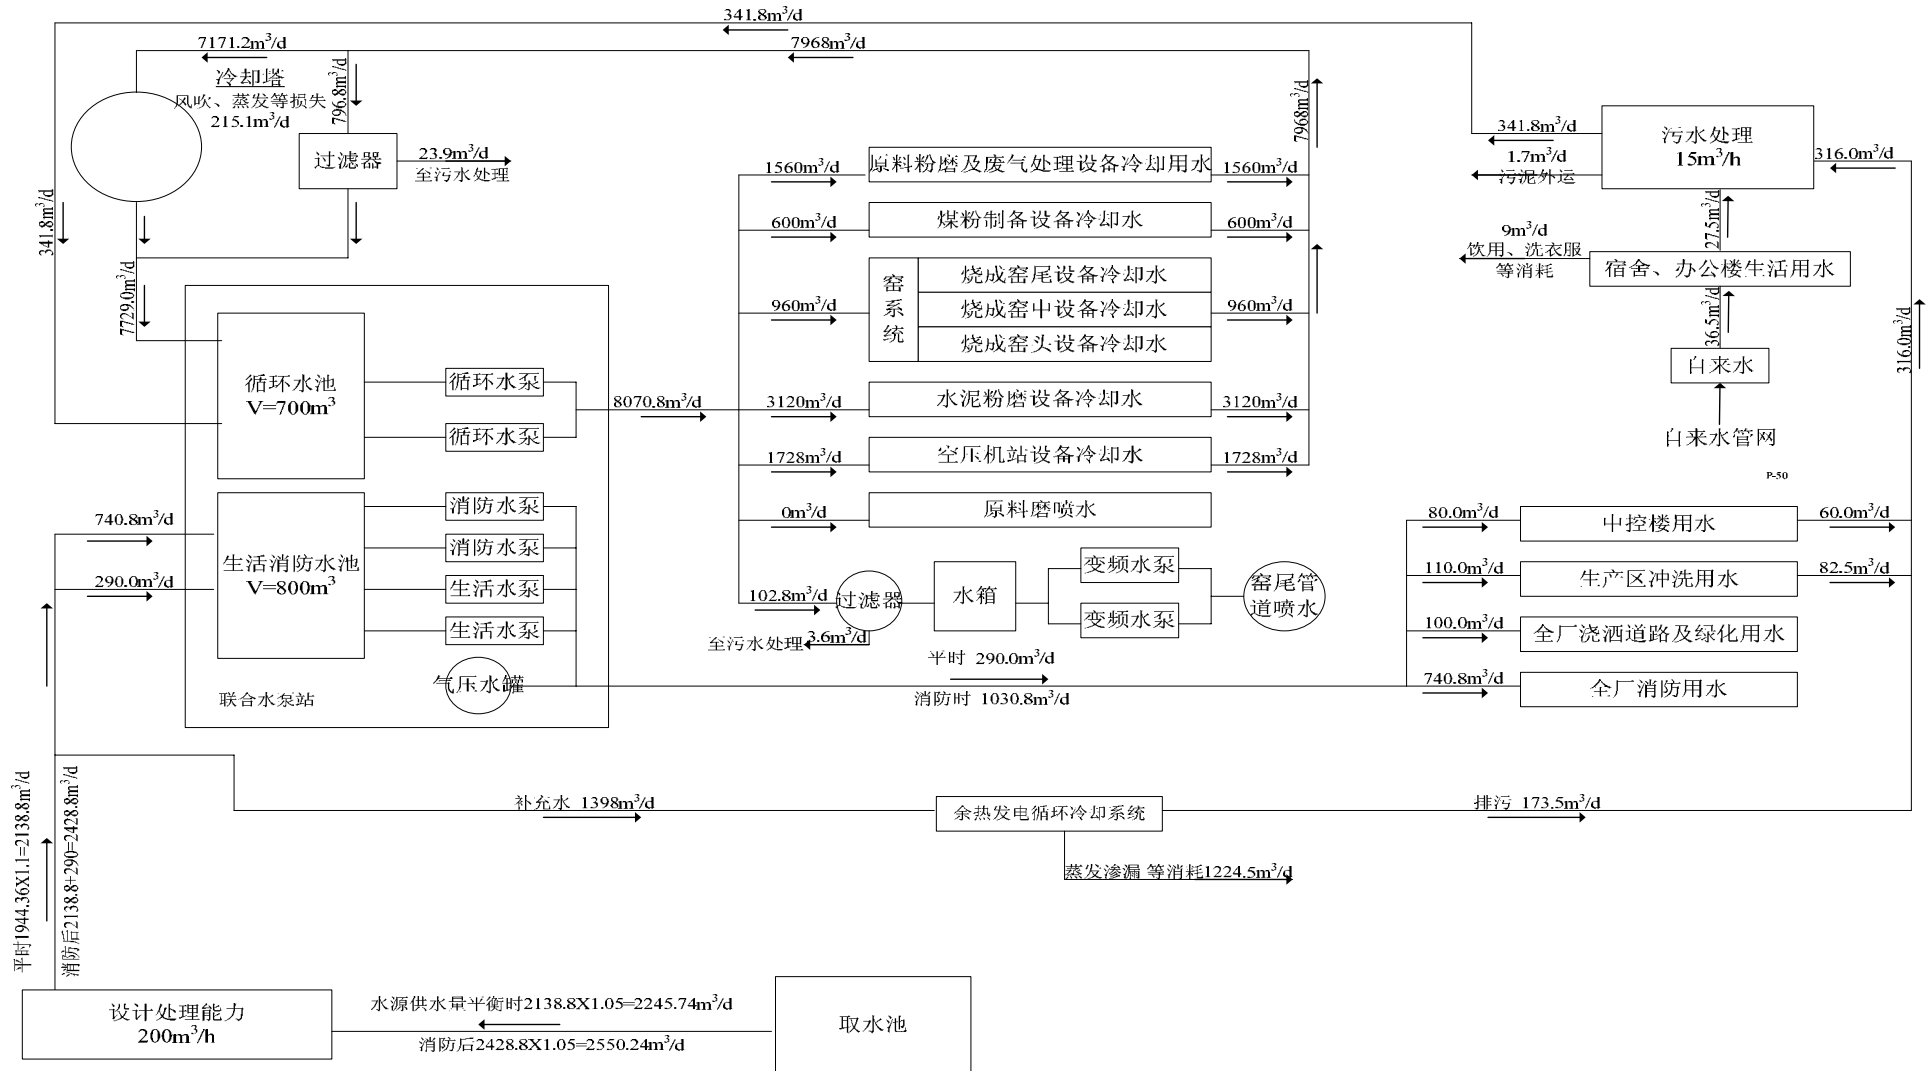 341.8m³/d
7171.2m³/d
7968m³/d
冷却塔
风吹、蒸发等损失
215.1m³/d
796.8m³/d
过滤器
23.9m³/d
至污水处理
341.8m³/d
7729.0m³/d
7968m³/d
1560m³/d
原料粉磨及废气处理设备冷却用水
1560m³/d
600m³/d
煤粉制备设备冷却水
600m³/d
960m³/d
窑系统
烧成窑尾设备冷却水
烧成窑中设备冷却水
烧成窑头设备冷却水
960m³/d
3120m³/d
水泥粉磨设备冷却水
3120m³/d
1728m³/d
空压机站设备冷却水
1728m³/d
0m³/d
原料磨喷水
102.8m³/d
过滤器
3.6m³/d
至污水处理
水箱
变频水泵
变频水泵
窑尾管
道喷水
341.8m³/d
污水处理
15m³/h
316.0m³/d
1.7m³/d
污泥外运
27.5m³/d
9m³/d
饮用、洗衣服
等消耗
宿舍、办公楼生活用水
36.5m³/d
自来水
自来水管网
316.0m³/d
P-50
循环水池
V=700m³
循环水泵
循环水泵
8070.8m³/d
740.8m³/d
290.0m³/d
生活消防水池
V=800m³
消防水泵
消防水泵
生活水泵
生活水泵
气压水罐
联合水泵站
平时 290.0m³/d
消防时 1030.8m³/d
80.0m³/d
中控楼用水
60.0m³/d
110.0m³/d
生产区冲洗用水
82.5m³/d
100.0m³/d
全厂浇洒道路及绿化用水
740.8m³/d
全厂消防用水
平时1944.36X1.1=2138.8m³/d
消防后2138.8+290=2428.8m³/d
补充水 1398m³/d
余热发电循环冷却系统
排污 173.5m³/d
蒸发渗漏 等消耗1224.5m³/d
设计处理能力
200m³/h
水源供水量平衡时2138.8X1.05=2245.74m³/d
消防后2428.8X1.05=2550.24m³/d
取水池